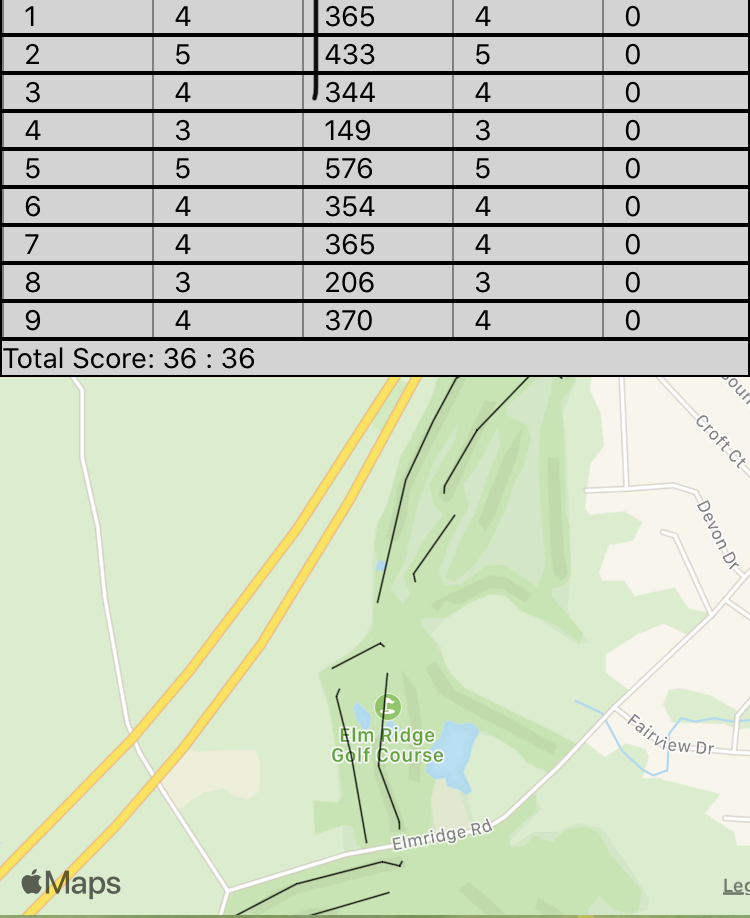 1 4 365 4 0
2 5 433 5 0
3 4 344 4 0
4 3 149 3 0
5 5 576 5 0
6 4 354 4 0
7 4 365 4 0
8 3 206 3 0
9 4 370 4 0
Total Score: 36 : 36
Croft Ct
Devon Dr
Fairview Dr
Elm Ridge
Golf Course
Elmridge Rd
Maps